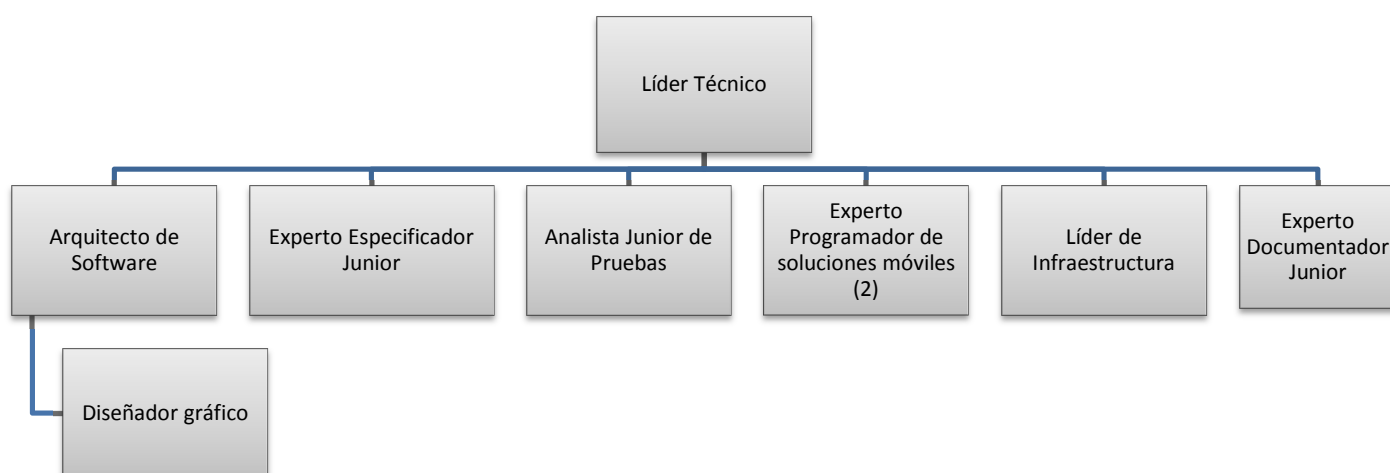 Líder Técnico
Arquitecto de
Software
Experto Especificador
Junior
Analista Junior de
Pruebas
Experto
Programador de
soluciones móviles
(2)
Líder de
Infraestructura
Experto
Documentador
Junior
Diseñador gráfico